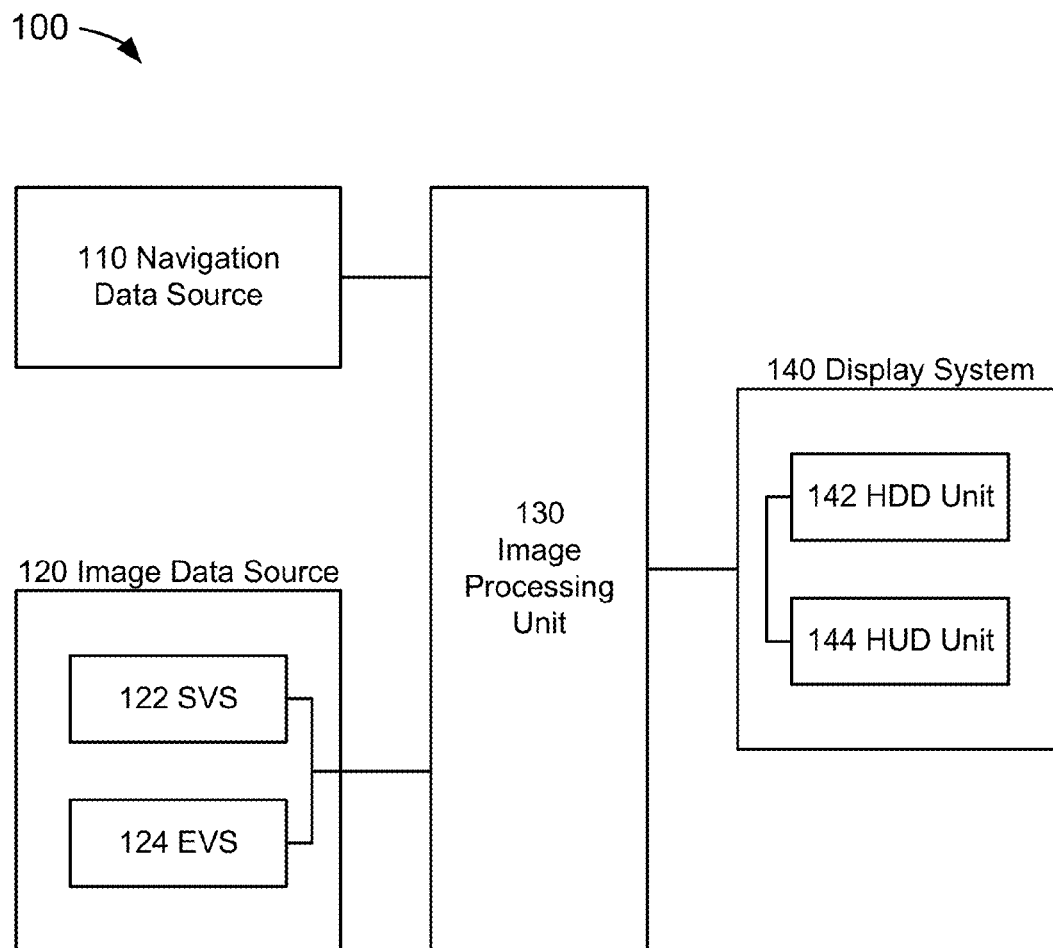 100
110 Navigation
Data Source
120 Image Data Source
122 SVS
124 EVS
130
Image
Processing
Unit
140 Display System
142 HDD Unit
144 HUD Unit